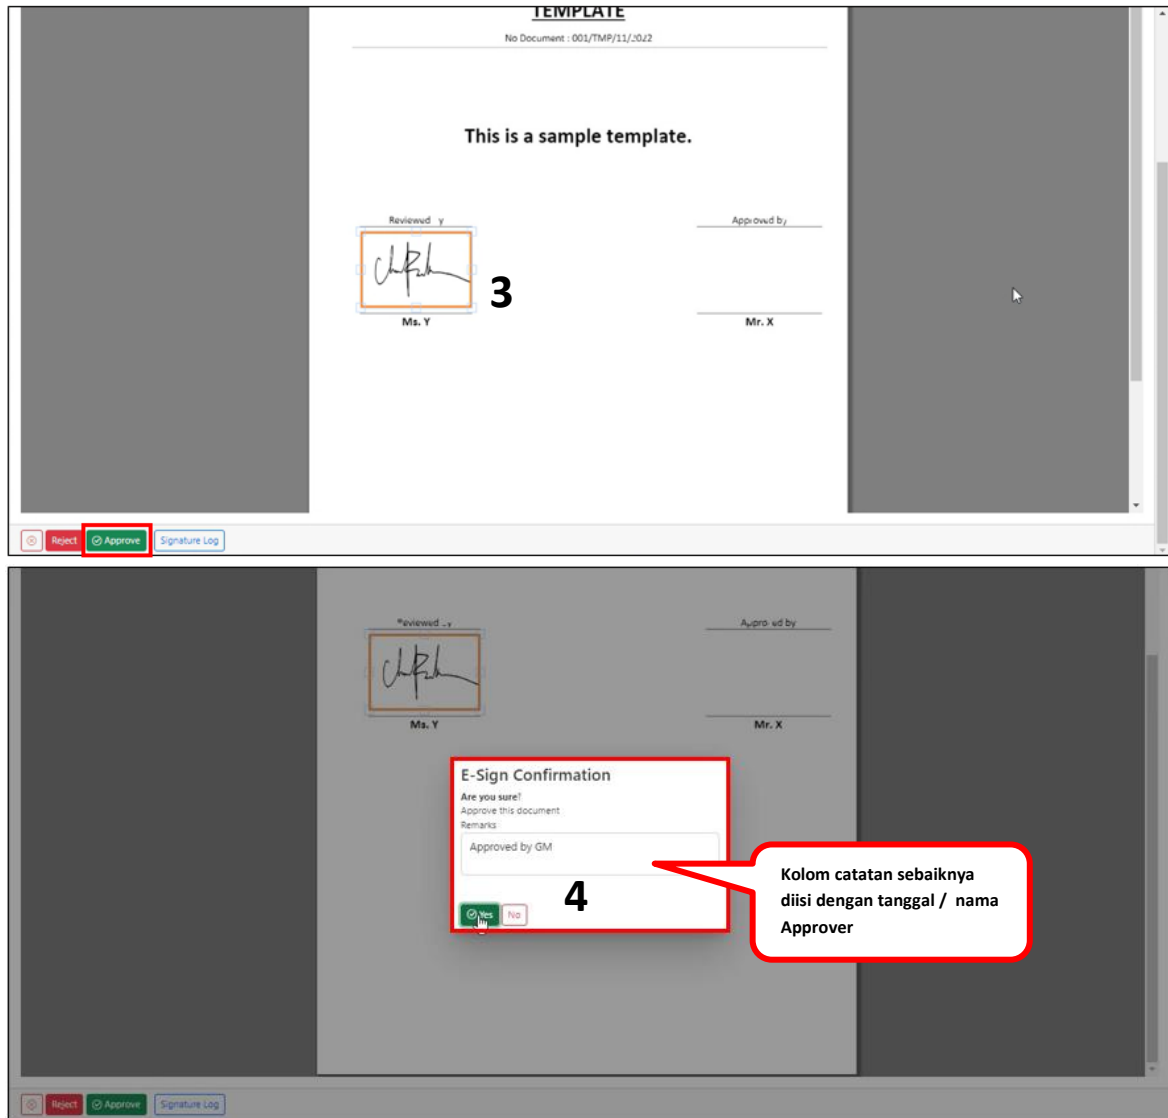 TEMPLATE
No Document : 001/TMP/11/2022
This is a sample template.
Reviewed y
Approved by
3
Ms. Y
Mr. X
Reject
Approve
Signature Log
Reviewed y
Approved by
Ms. Y
Mr. X
E-Sign Confirmation
Are you sure?
Approve this document
Remarks
Approved by GM
4
Yes
No
Kolom catatan sebaiknya
diisi dengan tanggal / nama
Approver
Reject
Approve
Signature Log